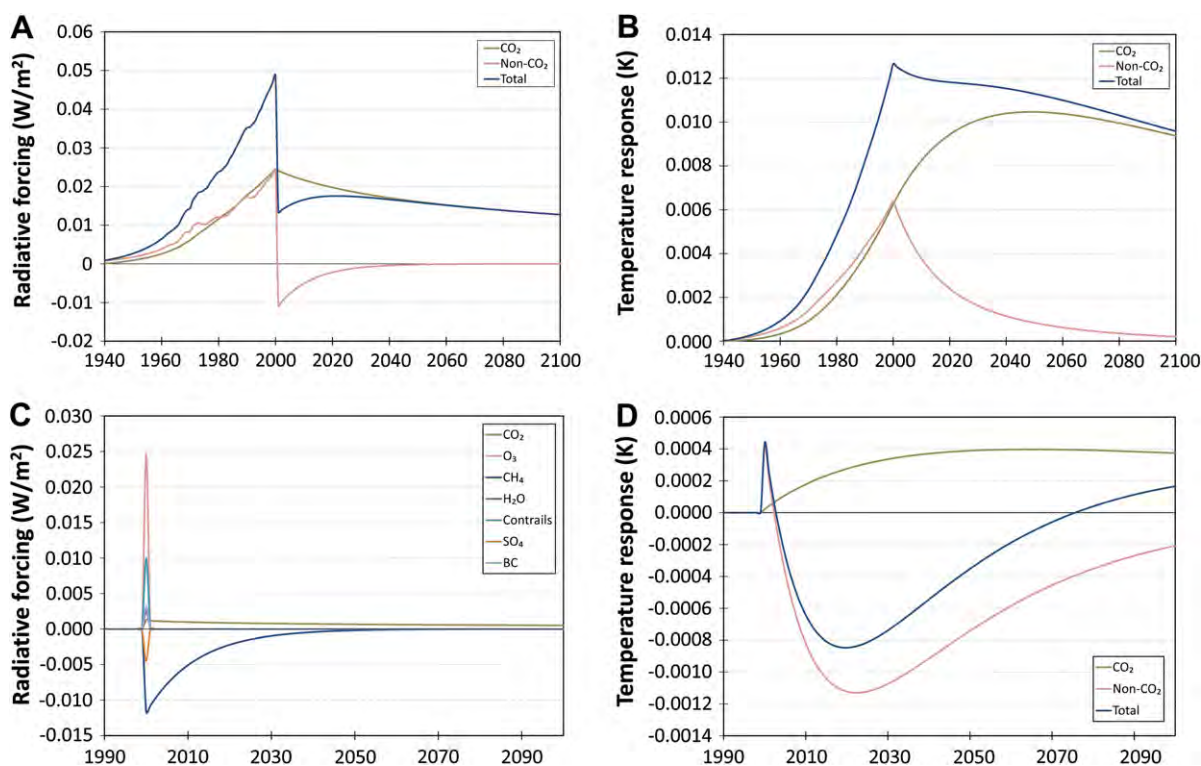 A
Radiative forcing (W/m²)
0.06
0.05
0.04
0.03
0.02
0.01
0
-0.01
-0.02
1940 1960 1980 2000 2020 2040 2060 2080 2100
CO₂
Non-CO₂
Total
B
Temperature response (K)
0.014
0.012
0.010
0.008
0.006
0.004
0.002
0.000
1940 1960 1980 2000 2020 2040 2060 2080 2100
CO₂
Non-CO₂
Total
C
Radiative forcing (W/m²)
0.030
0.025
0.020
0.015
0.010
0.005
0.000
-0.005
-0.010
-0.015
1990 2010 2030 2050 2070 2090
CO₂
O₃
CH₄
H₂O
Contrails
SO₄
BC
D
Temperature response (K)
0.0006
0.0004
0.0002
0.0000
-0.0002
-0.0004
-0.0006
-0.0008
-0.0010
-0.0012
-0.0014
1990 2010 2030 2050 2070 2090
CO₂
Non-CO₂
Total